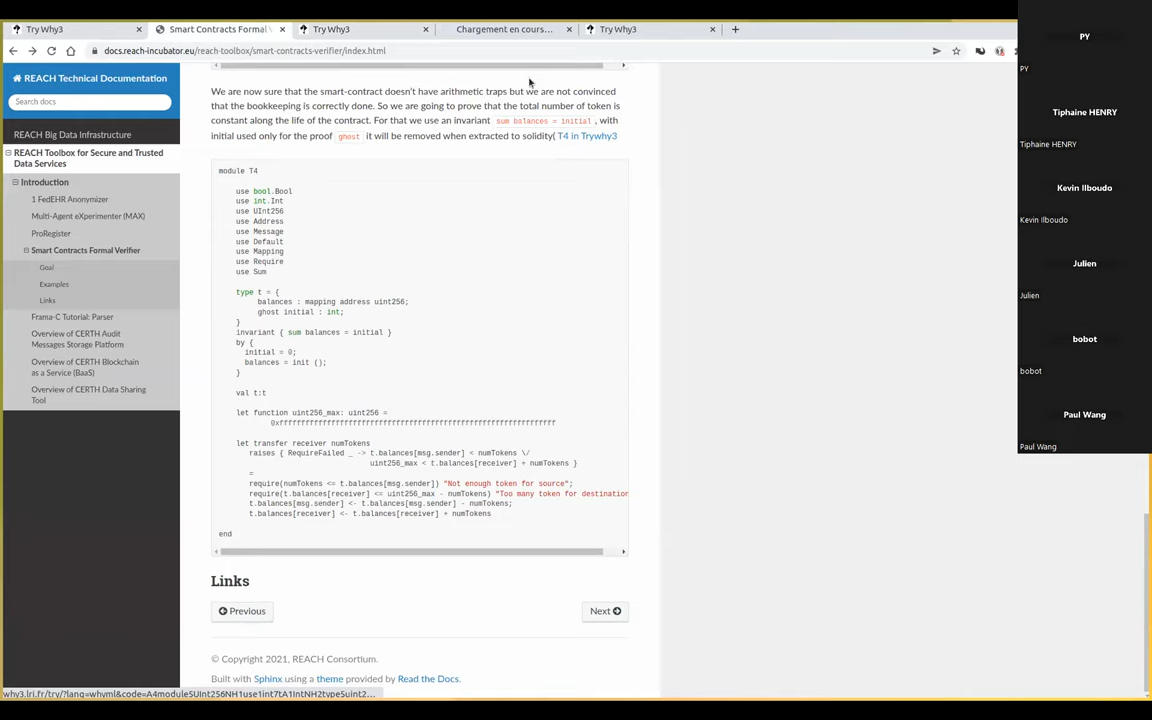 Try Why3
Smart Contracts Formal V
Try Why3
Chargement en cours…
Try Why3
docs.reach-incubator.eu/reach-toolbox/smart-contracts-verifier/index.html
REACH Technical Documentation
Search docs
REACH Big Data Infrastructure
REACH Toolbox for Secure and Trusted
Data Services
Introduction
1 FedEHR Anonymizer
Multi-Agent eXperimenter (MAX)
ProRegister
Smart Contracts Formal Verifier
Goal
Examples
Links
Frama-C Tutorial: Parser
Overview of CERTH Audit
Messages Storage Platform
Overview of CERTH Blockchain
as a Service (BaaS)
Overview of CERTH Data Sharing
Tool
We are now sure that the smart-contract doesn't have arithmetic traps but we are not convinced
that the bookkeeping is correctly done. So we are going to prove that the total number of token is
constant along the life of the contract. For that we use an invariant sum balances = initial , with
initial used only for the proof ghost it will be removed when extracted to solidity( T4 in Trywhy3
module T4
use bool.Bool
use int.Int
use UInt256
use Address
use Message
use Default
use Mapping
use Require
use Sum
type t = {
balances : mapping address uint256;
ghost initial : int;
}
invariant { sum balances = initial }
by {
initial = 0;
balances = init ();
}
val t:t
let function uint256_max: uint256 =
0xffffffffffffffffffffffffffffffffffffffffffffffffffffffffffffffff
let transfer receiver numTokens
raises { RequireFailed _ -> t.balances[msg.sender] < numTokens \/
uint256_max < t.balances[receiver] + numTokens }
=
require(numTokens <= t.balances[msg.sender]) "Not enough token for source";
require(t.balances[receiver] <= uint256_max - numTokens) "Too many token for destination
t.balances[msg.sender] <- t.balances[msg.sender] - numTokens;
t.balances[receiver] <- t.balances[receiver] + numTokens
end
Links
Previous
Next
© Copyright 2021, REACH Consortium.
Built with Sphinx using a theme provided by Read the Docs.
why3.lri.fr/try/?lang=whyml&code=A4module5UInt256NH1use1int7tA1IntNH2type5uint2...
PY
PY
Tiphaine HENRY
Tiphaine HENRY
Kevin Ilboudo
Kevin Ilboudo
Julien
Julien
bobot
bobot
Paul Wang
Paul Wang